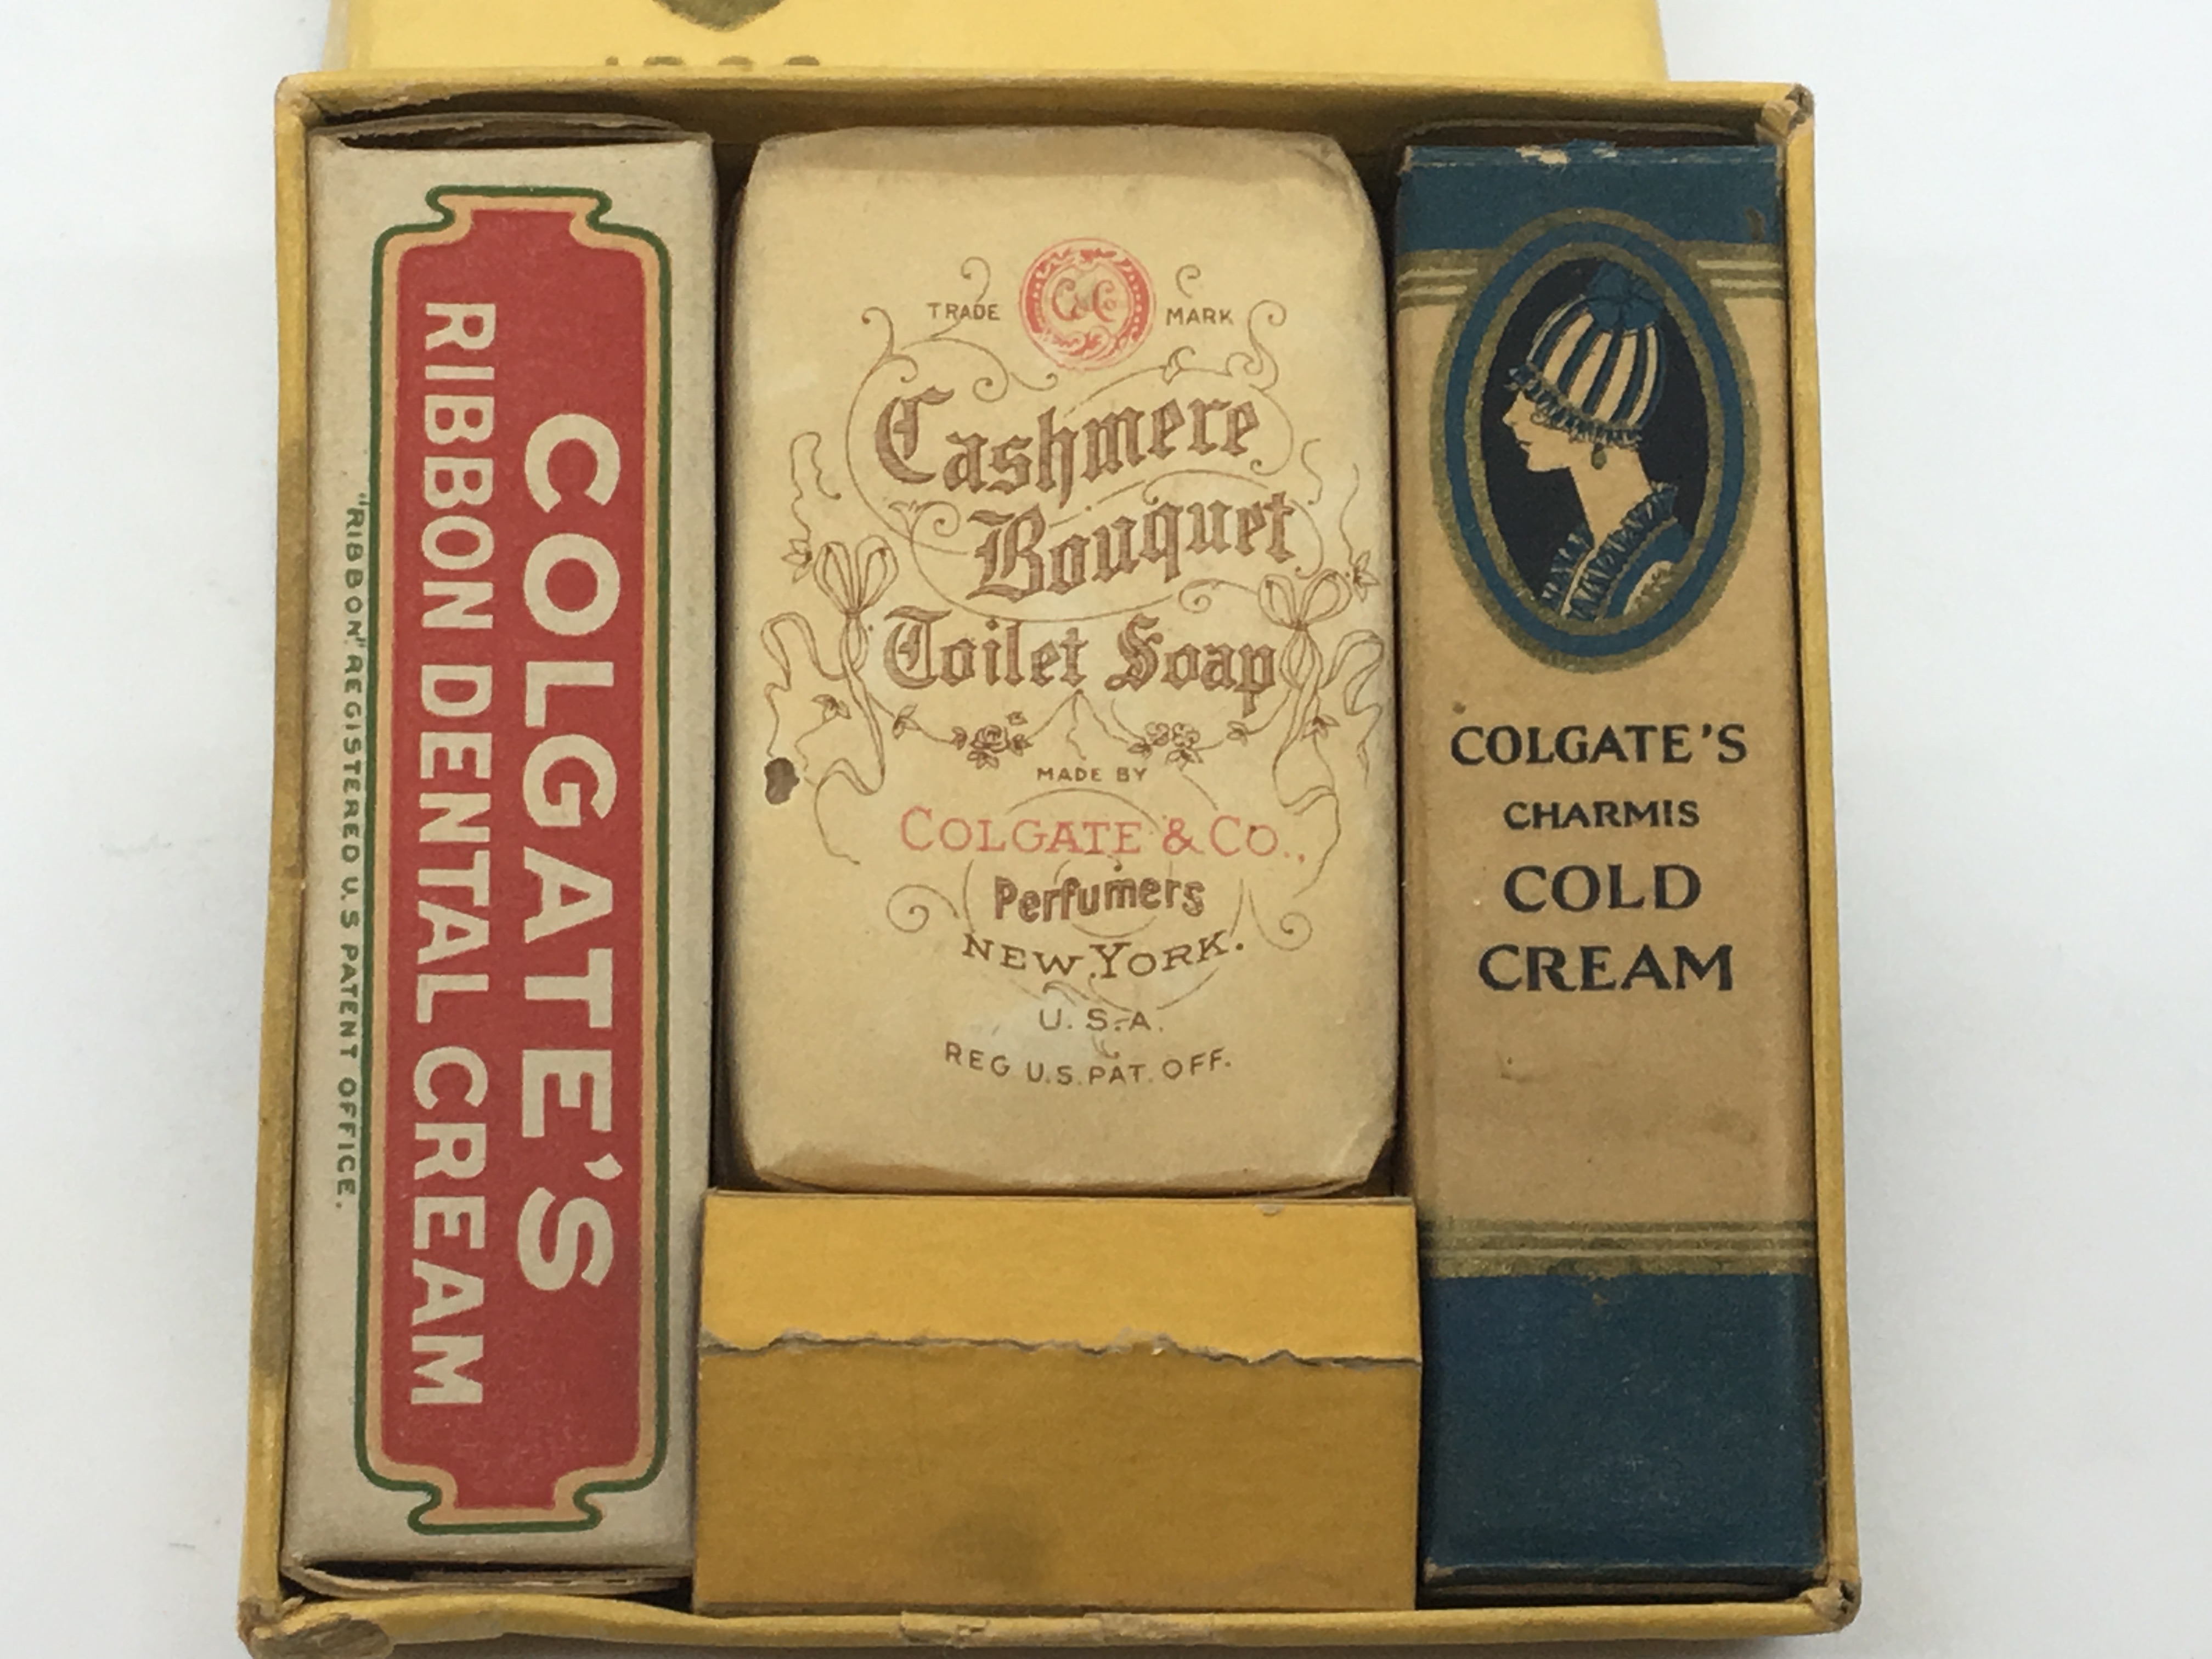 COLGATE'S
RIBBON DENTAL CREAM
"RIBBON" REGISTERED U.S PATENT OFFICE.
TRADE C&Co MARK
Cashmere
Bouquet
Toilet Soap
MADE BY
COLGATE & CO.,
Perfumers
NEW YORK.
U.S.A.
REG U.S.PAT. OFF.
COLGATE'S
CHARMIS
COLD
CREAM